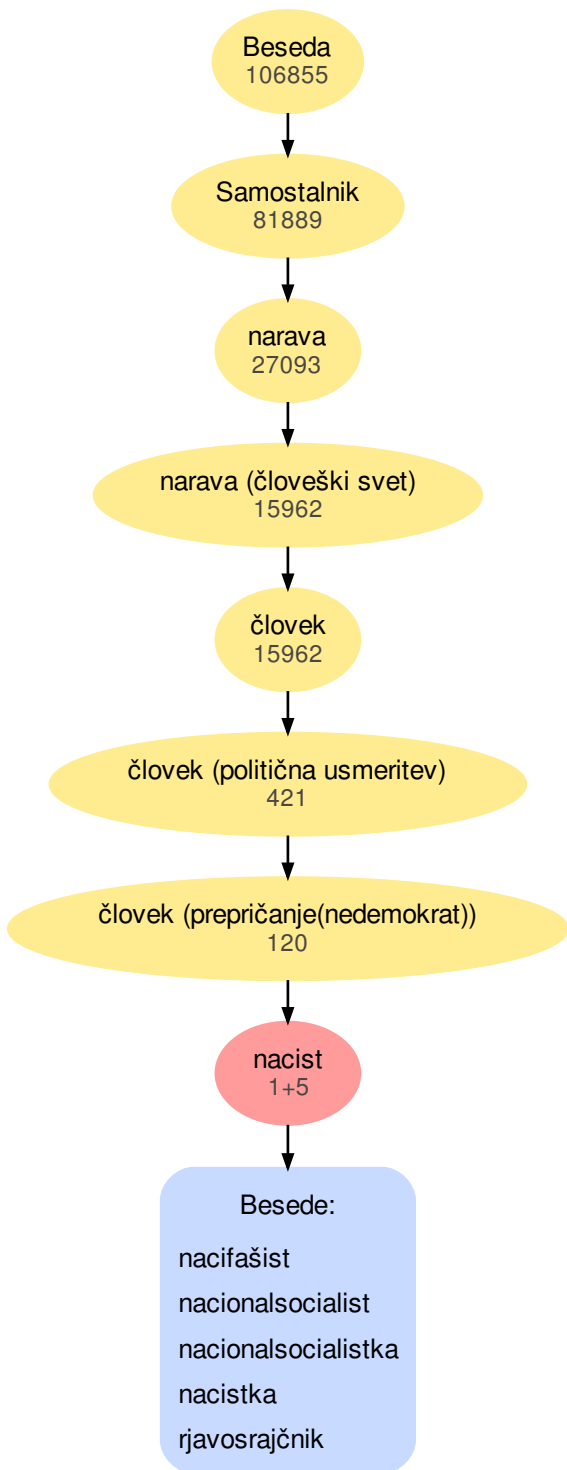 Beseda
106855
Samostalnik
81889
narava
27093
narava (človeški svet)
15962
človek
15962
človek (politična usmeritev)
421
človek (prepričanje(nedemokrat))
120
nacist
1+5
Besede:
nacifašist
nacionalsocialist
nacionalsocialistka
nacistka
rjavosrajčnik